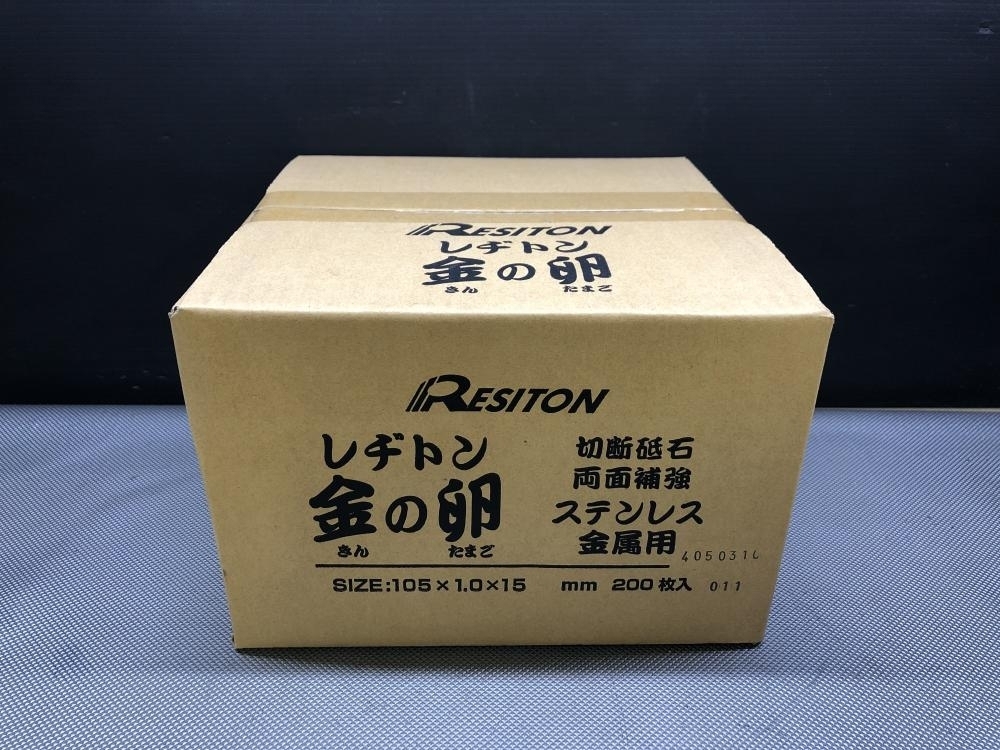 RESITON
レヂトン
金の卵
きん たまご
RESITON
レヂトン
金の卵
きん たまご
切断砥石
両面補強
ステンレス
金属用
SIZE:105×1.0×15 mm 200枚入
011